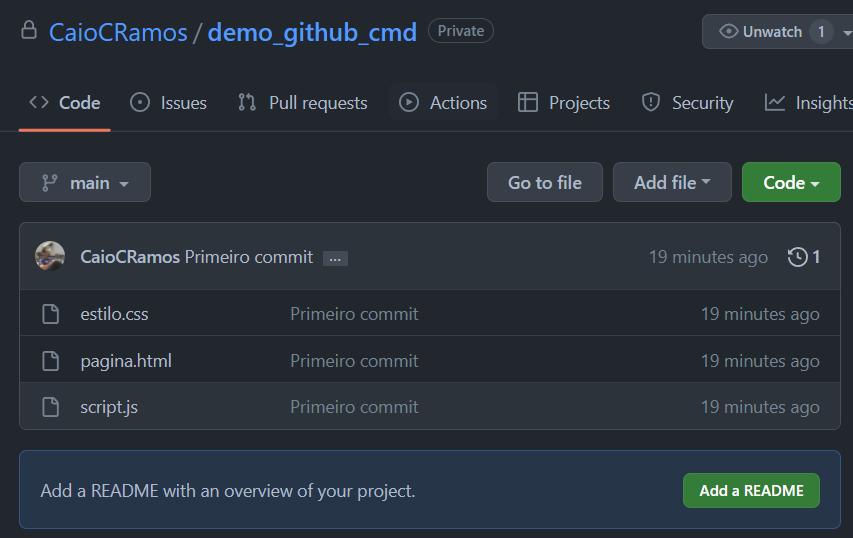 CaioCRamos / demo_github_cmd Private Unwatch 1
Code Issues Pull requests Actions Projects Security Insights
main Go to file Add file Code
CaioCRamos Primeiro commit ... 19 minutes ago 1
estilo.css Primeiro commit 19 minutes ago
pagina.html Primeiro commit 19 minutes ago
script.js Primeiro commit 19 minutes ago
Add a README with an overview of your project. Add a README